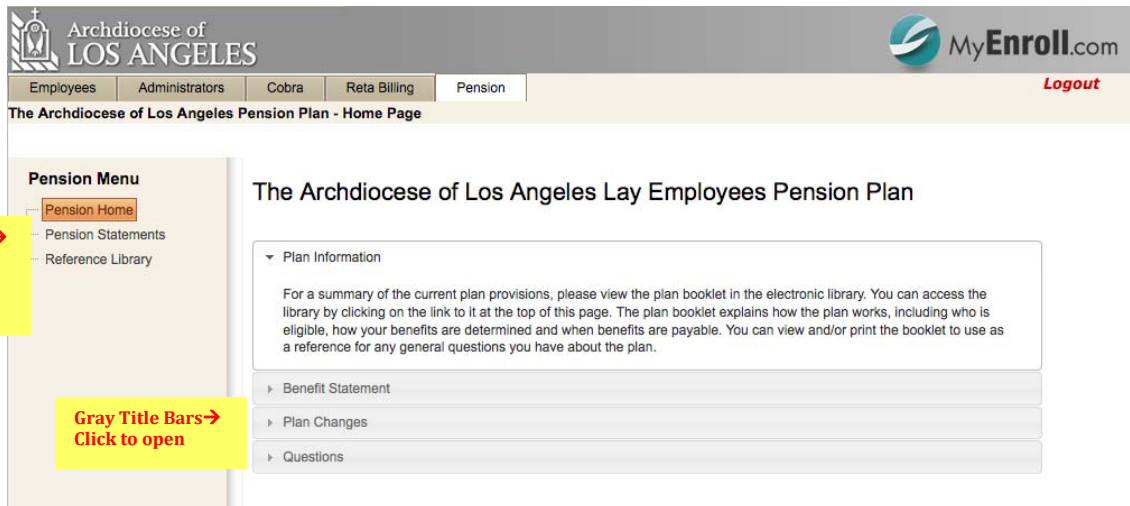 Archdiocese of
LOS ANGELES
MyEnroll.com
Employees Administrators Cobra Reta Billing Pension Logout
The Archdiocese of Los Angeles Pension Plan - Home Page
Pension Menu
Pension Home
Pension Statements
Reference Library
The Archdiocese of Los Angeles Lay Employees Pension Plan
Plan Information
For a summary of the current plan provisions, please view the plan booklet in the electronic library. You can access the
library by clicking on the link to it at the top of this page. The plan booklet explains how the plan works, including who is
eligible, how your benefits are determined and when benefits are payable. You can view and/or print the booklet to use as
a reference for any general questions you have about the plan.
Benefit Statement
Plan Changes
Questions
Gray Title Bars→
Click to open